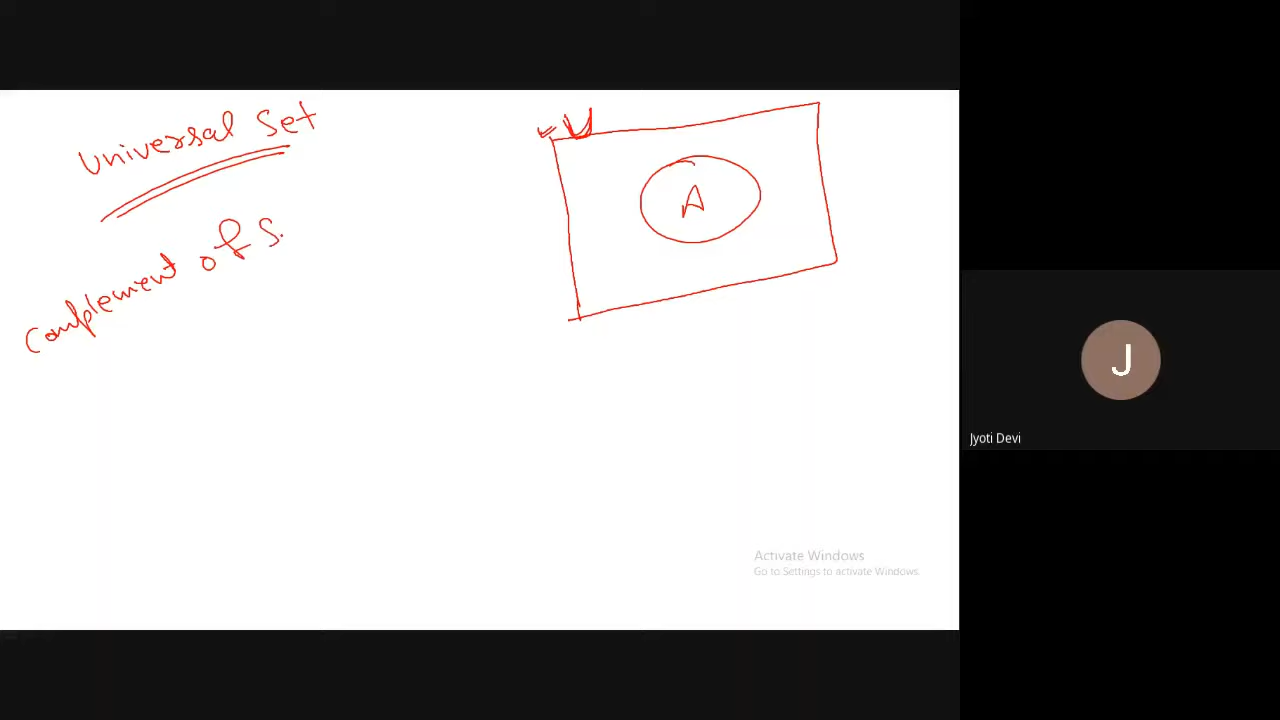 Universal Set
U
A
Complement of S.
Activate Windows
Go to Settings to activate Windows.
J
Jyoti Devi